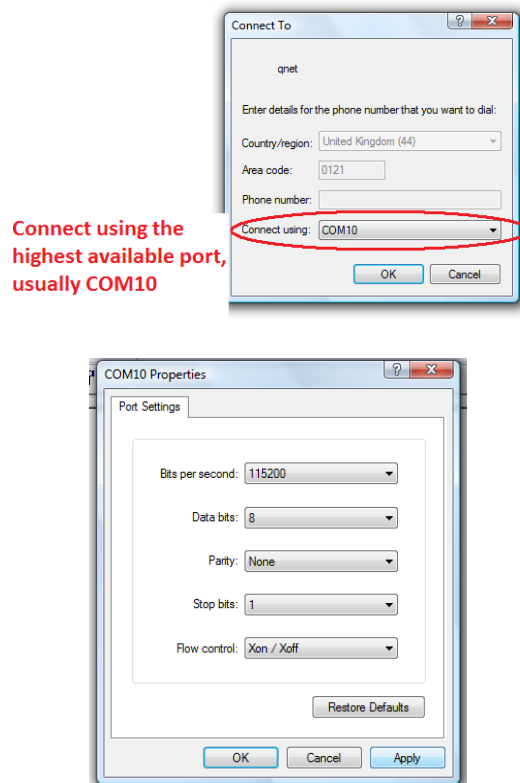 Connect To
qnet
Enter details for the phone number that you want to dial:
Country/region: United Kingdom (44)
Area code: 0121
Phone number:
Connect using the
highest available port,
usually COM10
Connect using: COM10
OK Cancel
COM10 Properties
Port Settings
Bits per second: 115200
Data bits: 8
Parity: None
Stop bits: 1
Flow control: Xon / Xoff
Restore Defaults
OK Cancel Apply